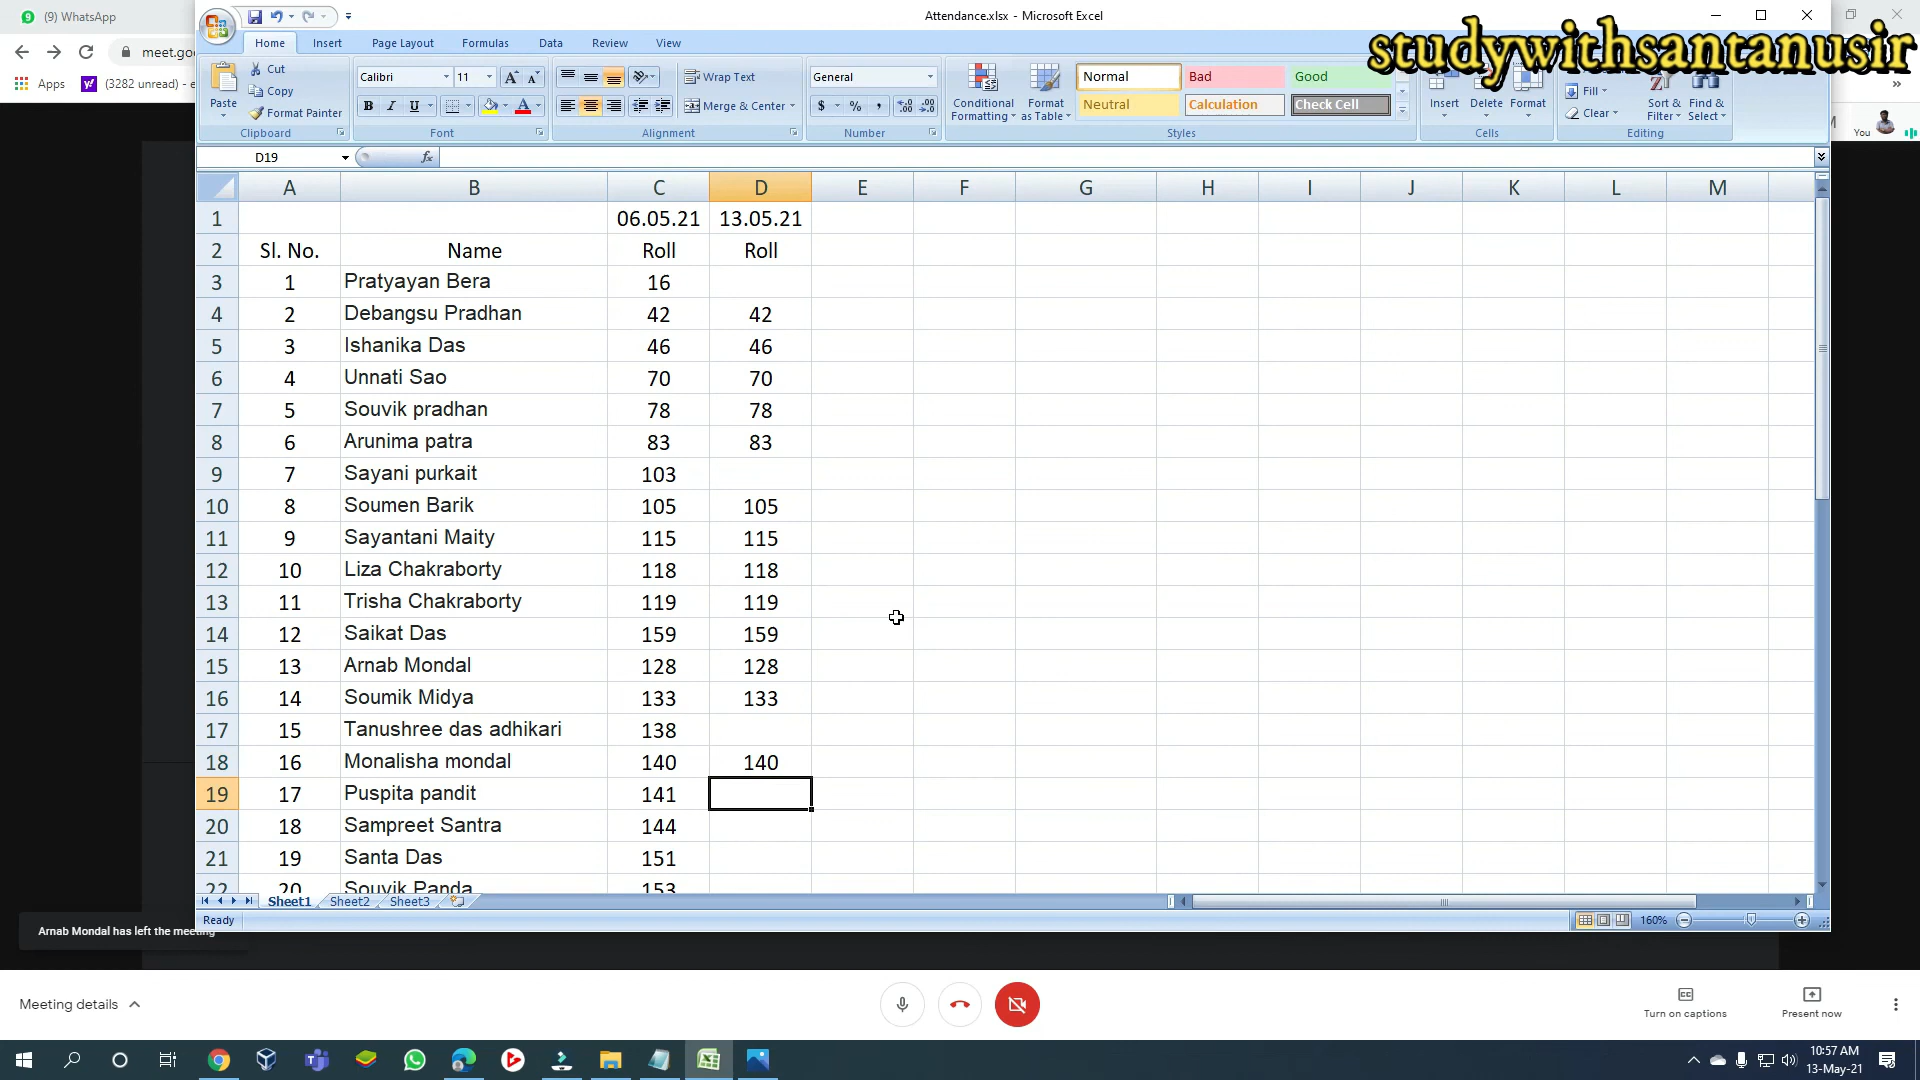 (9) WhatsApp
Attendance.xlsx - Microsoft Excel
studywithsantanusir
Home Insert Page Layout Formulas Data Review View
meet.goo
Apps (3282 unread) - e
Paste
Cut
Copy
Format Painter
Clipboard
Calibri 11
B I U
Font
Wrap Text
Merge & Center
Alignment
General
$ % ,
Number
Conditional Formatting
Format as Table
Normal Bad Good
Neutral Calculation Check Cell
Styles
Insert Delete Format
Cells
Fill
Clear
Sort & Filter
Find & Select
Editing
You
D19 fx
A B C D E F G H I J K L M
1 06.05.21 13.05.21
2 Sl. No. Name Roll Roll
3 1 Pratyayan Bera 16
4 2 Debangsu Pradhan 42 42
5 3 Ishanika Das 46 46
6 4 Unnati Sao 70 70
7 5 Souvik pradhan 78 78
8 6 Arunima patra 83 83
9 7 Sayani purkait 103
10 8 Soumen Barik 105 105
11 9 Sayantani Maity 115 115
12 10 Liza Chakraborty 118 118
13 11 Trisha Chakraborty 119 119
14 12 Saikat Das 159 159
15 13 Arnab Mondal 128 128
16 14 Soumik Midya 133 133
17 15 Tanushree das adhikari 138
18 16 Monalisha mondal 140 140
19 17 Puspita pandit 141
20 18 Sampreet Santra 144
21 19 Santa Das 151
22 20 Souvik Panda 153
Sheet1 Sheet2 Sheet3
Ready 160%
Arnab Mondal has left the meeting
Meeting details
Turn on captions
Present now
10:57 AM
13-May-21